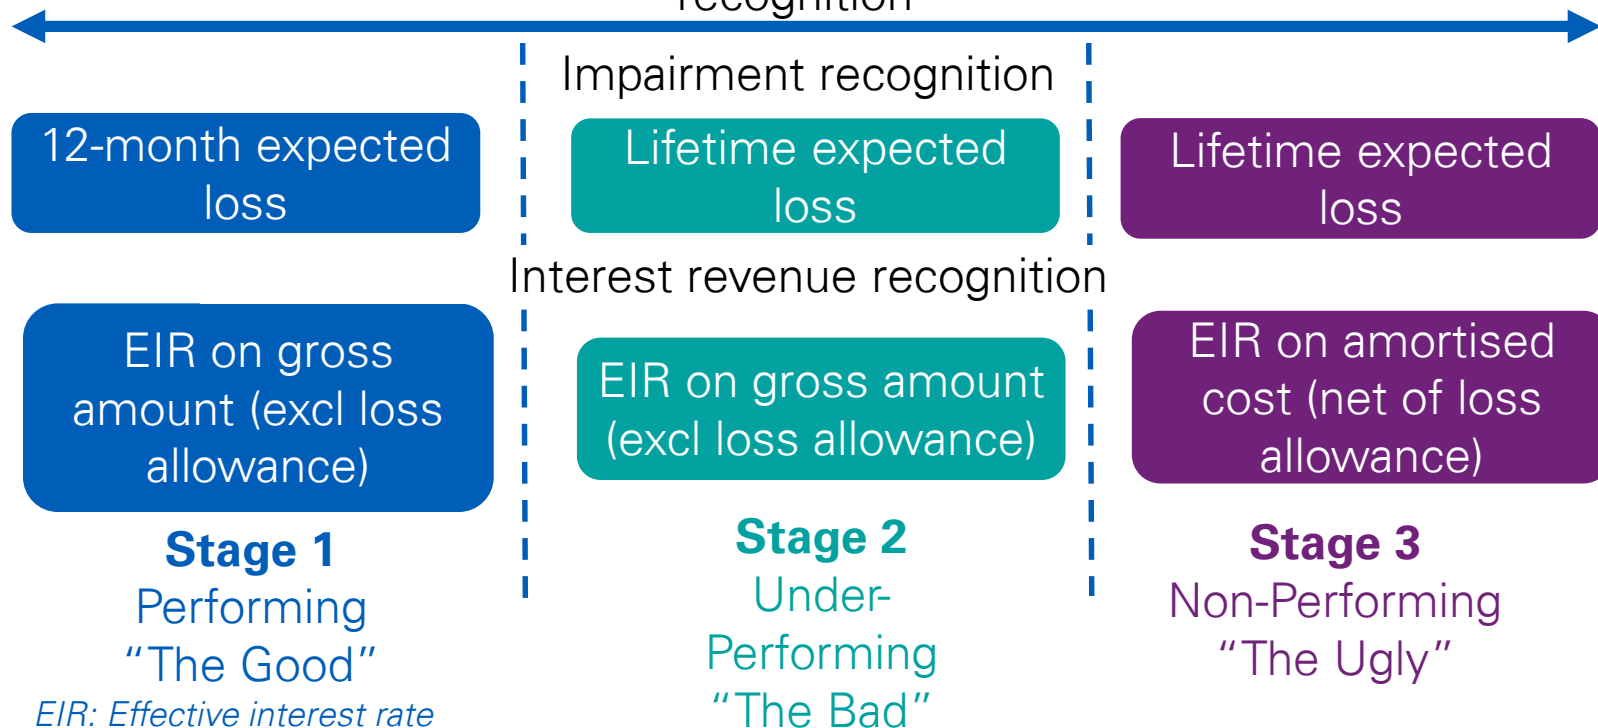 recognition
Impairment recognition
12-month expected
loss
Lifetime expected
loss
Lifetime expected
loss
Interest revenue recognition
EIR on gross
amount (excl loss
allowance)
EIR on gross amount
(excl loss allowance)
EIR on amortised
cost (net of loss
allowance)
Stage 1
Performing
“The Good”
EIR: Effective interest rate
Stage 2
Under-
Performing
“The Bad”
Stage 3
Non-Performing
“The Ugly”